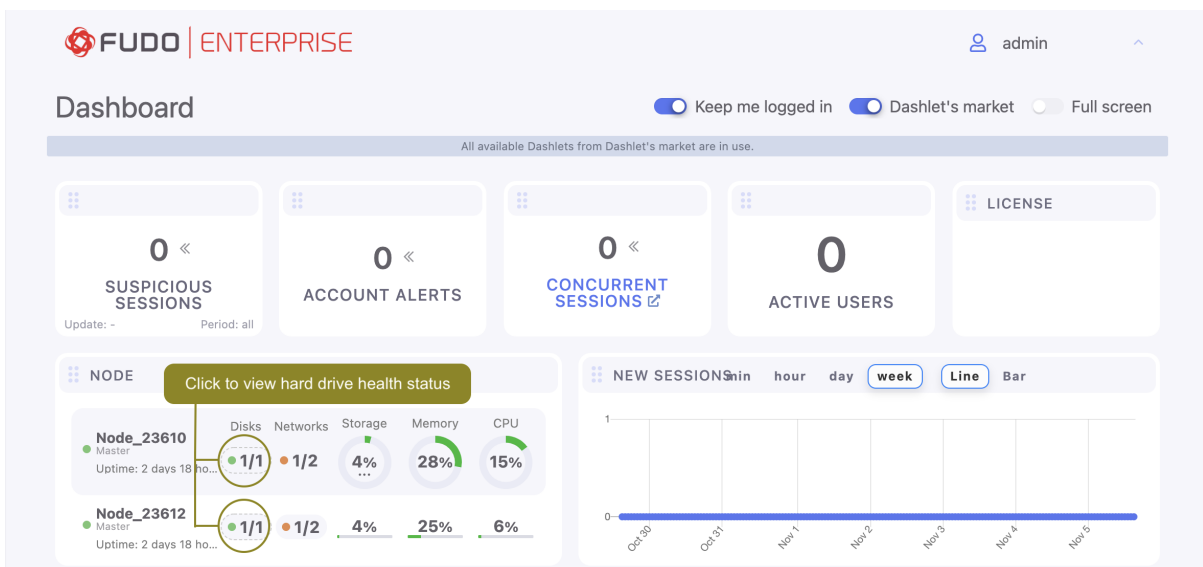 FUDO ENTERPRISE
admin
Dashboard
Keep me logged in
Dashlet's market
Full screen
All available Dashlets from Dashlet's market are in use.
0
SUSPICIOUS
SESSIONS
Update: -
Period: all
0
ACCOUNT ALERTS
0
CONCURRENT
SESSIONS
0
ACTIVE USERS
LICENSE
NODE
Click to view hard drive health status
Disks Networks Storage Memory CPU
Node_23610
Master
Uptime: 2 days 18 ho...
1/1 1/2 4% 28% 15%
...
Node_23612
Master
Uptime: 2 days 18 ho...
1/1 1/2 4% 25% 6%
NEW SESSIONS
min hour day week Line Bar
1
0
Oct 30 Oct 31 Nov 1 Nov 2 Nov 3 Nov 4 Nov 5